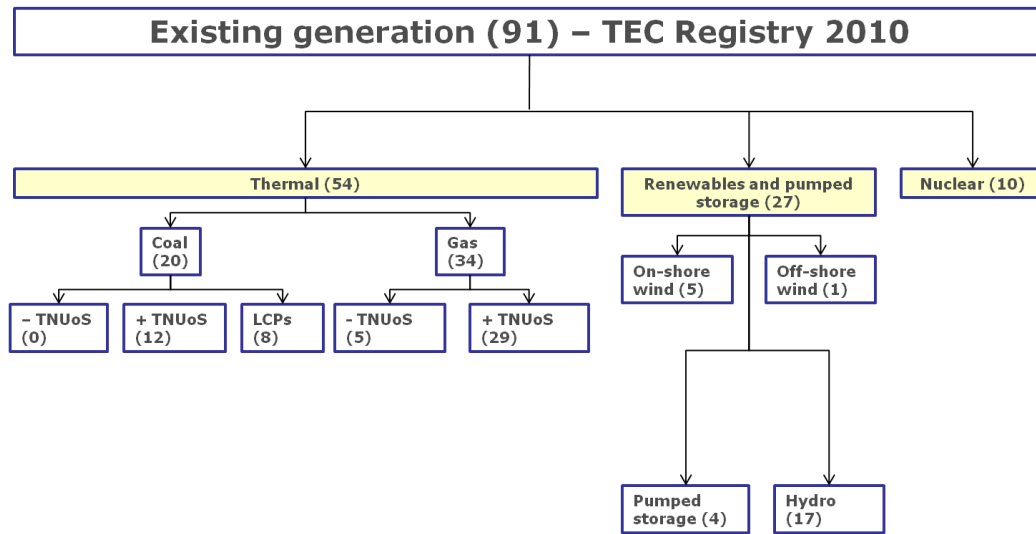 Existing generation (91) – TEC Registry 2010
Thermal (54)
Renewables and pumped
storage (27)
Nuclear (10)
Coal
(20)
Gas
(34)
On-shore
wind (5)
Off-shore
wind (1)
– TNUoS
(0)
+ TNUoS
(12)
LCPs
(8)
- TNUoS
(5)
+ TNUoS
(29)
Pumped
storage (4)
Hydro
(17)